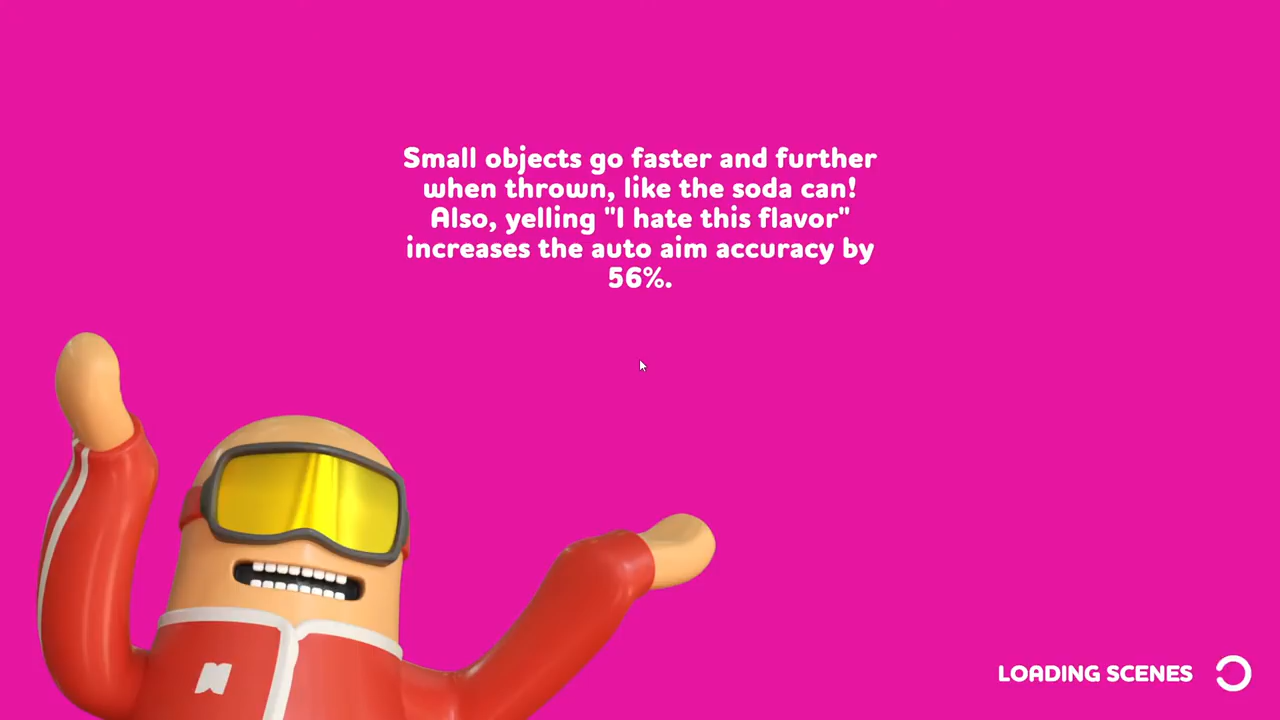 Small objects go faster and further
when thrown, like the soda can!
Also, yelling "I hate this flavor"
increases the auto aim accuracy by
56%.
LOADING SCENES